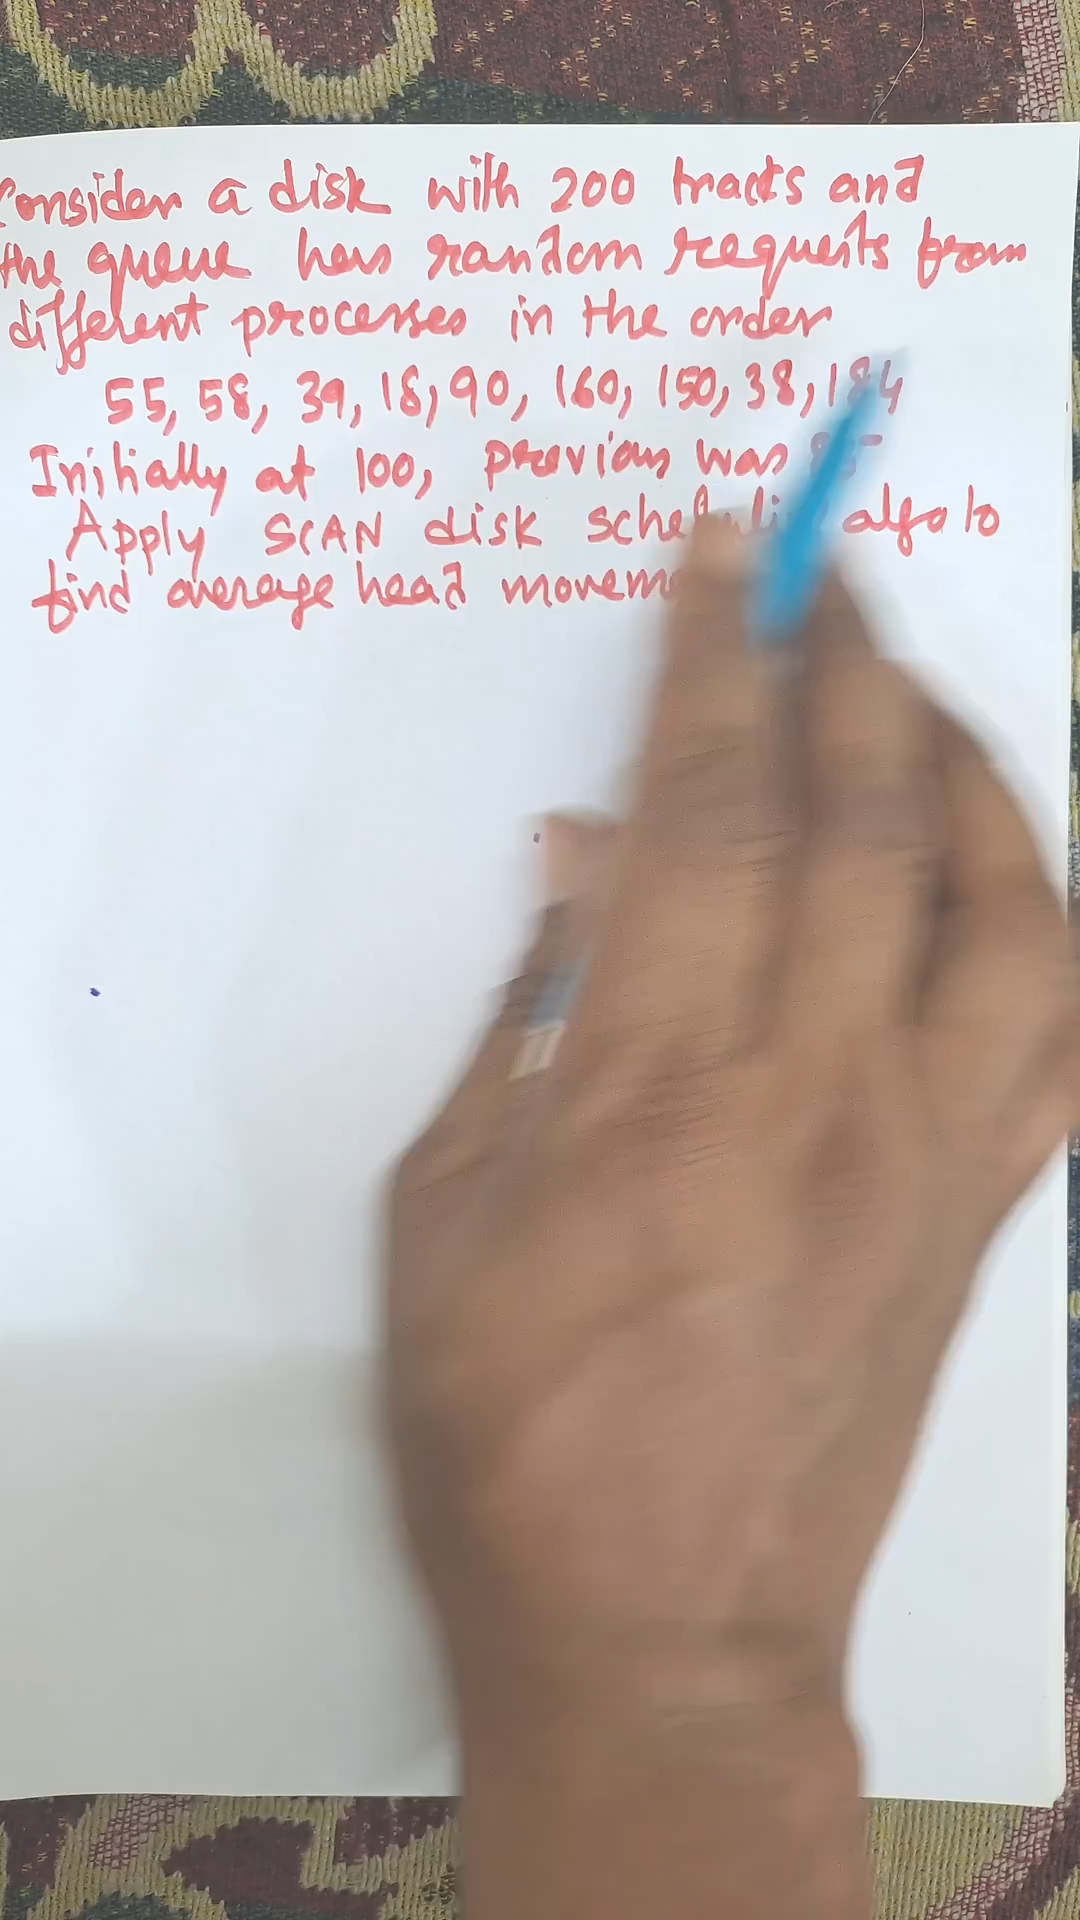 Consider a disk with 200 tracts and
the queue has random requests from
different processes in the order
55, 58, 39, 18, 90, 160, 150, 38, 184
Initially at 100, previous was
Apply SCAN disk scheduling algo to
find average head